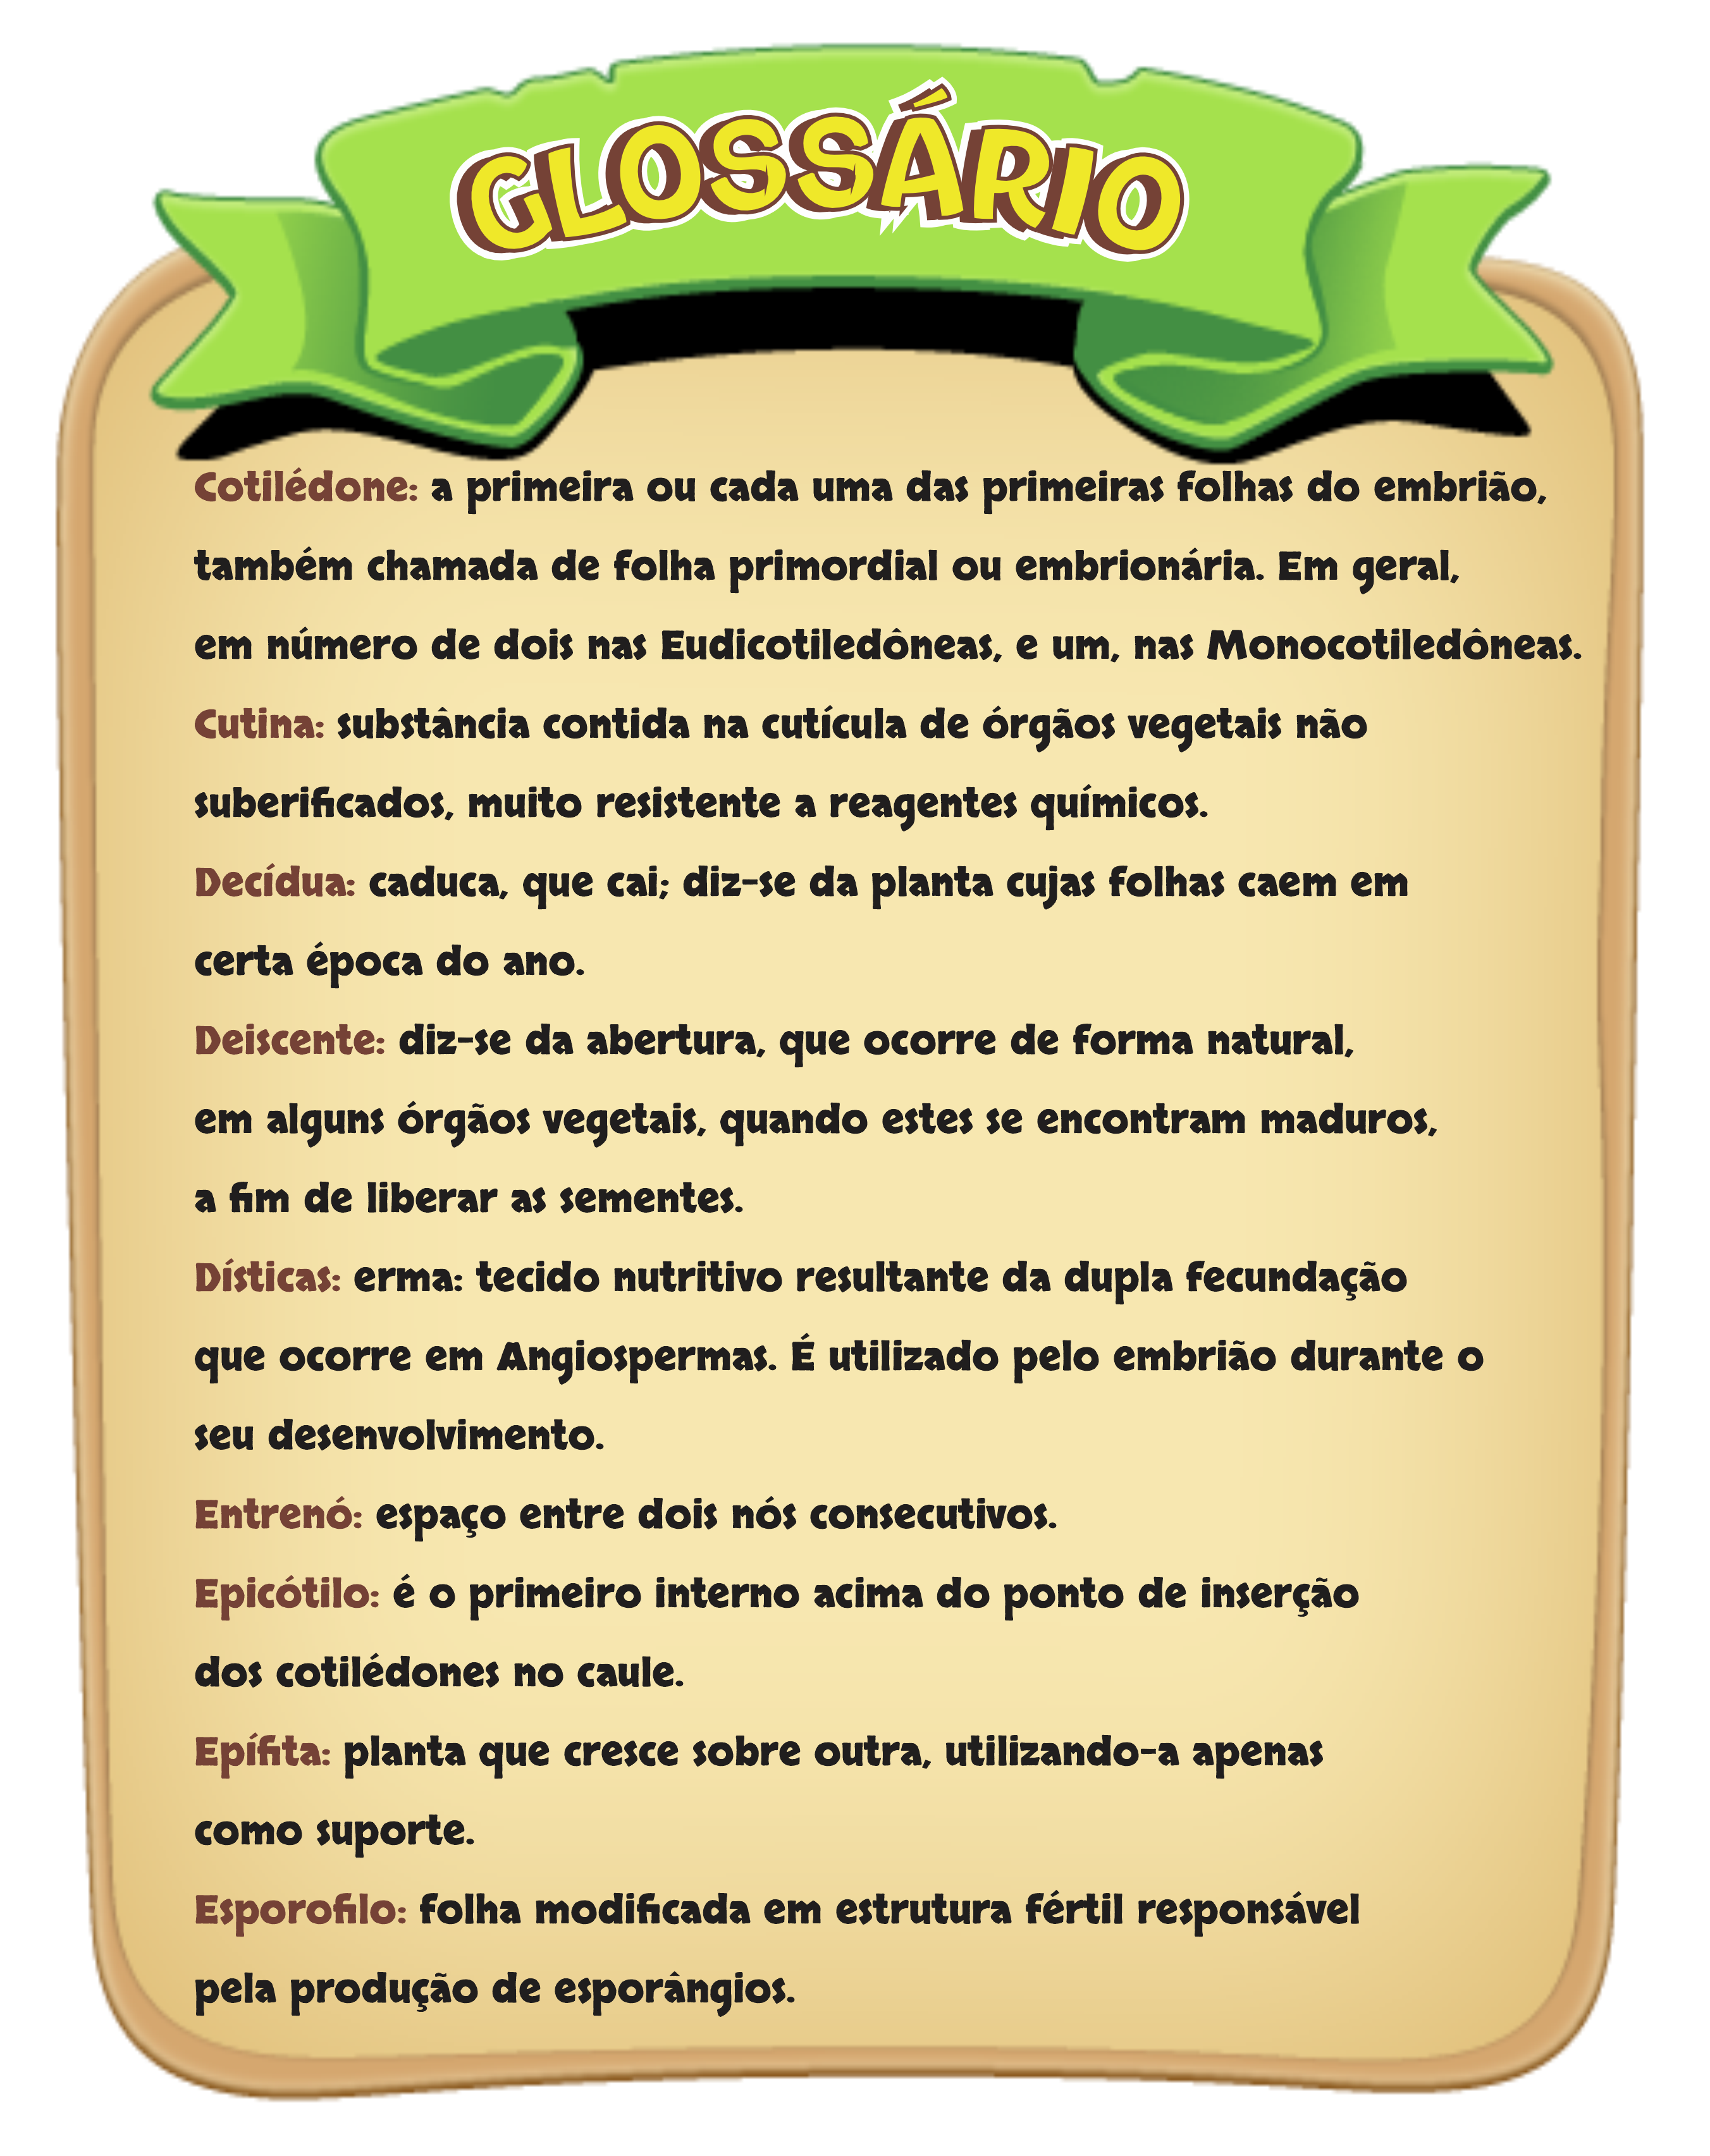 GLOSSÁRIO
Cotilédone: a primeira ou cada uma das primeiras folhas do embrião,
também chamada de folha primordial ou embrionária. Em geral,
em número de dois nas Eudicotiledôneas, e um, nas Monocotiledôneas.
Cutina: substância contida na cutícula de órgãos vegetais não
suberificados, muito resistente a reagentes químicos.
Decídua: caduca, que cai; diz-se da planta cujas folhas caem em
certa época do ano.
Deiscente: diz-se da abertura, que ocorre de forma natural,
em alguns órgãos vegetais, quando estes se encontram maduros,
a fim de liberar as sementes.
Dísticas: erma: tecido nutritivo resultante da dupla fecundação
que ocorre em Angiospermas. É utilizado pelo embrião durante o
seu desenvolvimento.
Entrenó: espaço entre dois nós consecutivos.
Epicótilo: é o primeiro interno acima do ponto de inserção
dos cotilédones no caule.
Epífita: planta que cresce sobre outra, utilizando-a apenas
como suporte.
Esporofilo: folha modificada em estrutura fértil responsável
pela produção de esporângios.